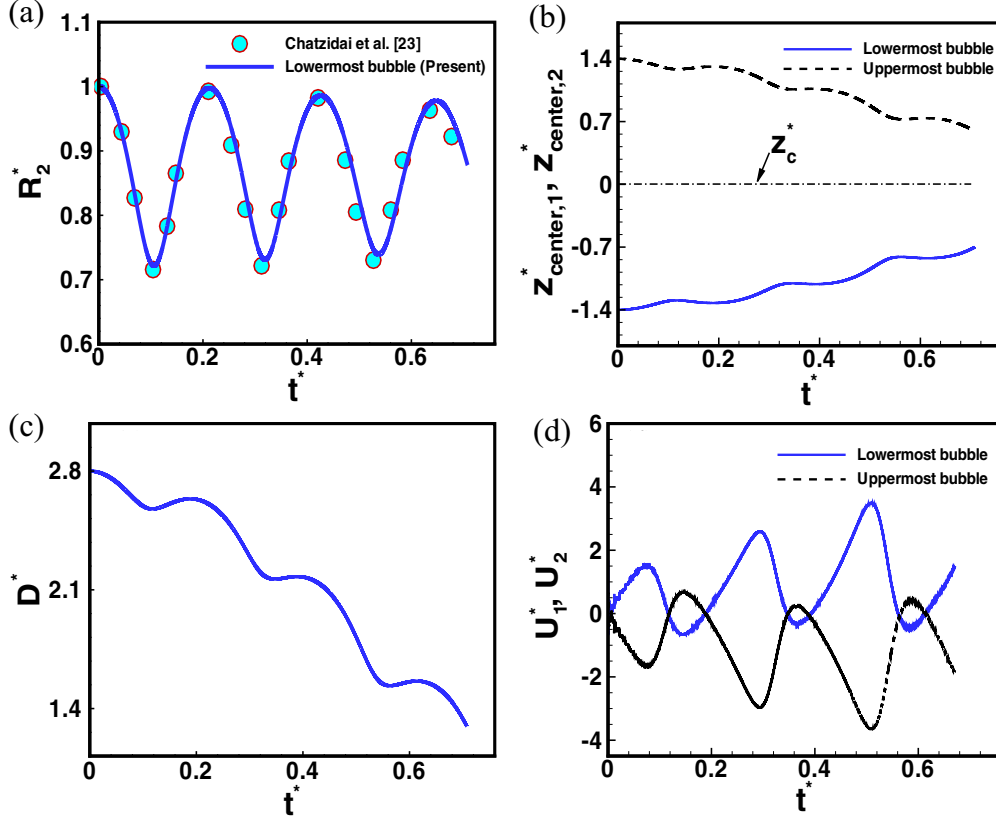 (a)
1.1
1
0.9
0.8
0.7
0.6
R*2
Chatzidai et al. [23]
Lowermost bubble (Present)
0
0.2
0.4
0.6
t*
(b)
1.4
0.7
0
-0.7
-1.4
z*center,1, z*center,2
Lowermost bubble
Uppermost bubble
z*c
0
0.2
0.4
0.6
t*
(c)
2.8
2.1
1.4
D*
0
0.2
0.4
0.6
t*
(d)
6
4
2
0
-2
-4
U*1, U*2
Lowermost bubble
Uppermost bubble
0
0.2
0.4
0.6
t*